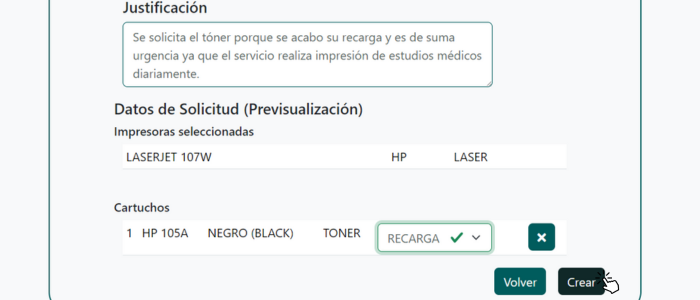 Justificación
Se solicita el tóner porque se acabo su recarga y es de suma
urgencia ya que el servicio realiza impresión de estudios médicos
diariamente.
Datos de Solicitud (Previsualización)
Impresoras seleccionadas
LASERJET 107W HP LASER
Cartuchos
1 HP 105A NEGRO (BLACK) TONER RECARGA
Volver Crear